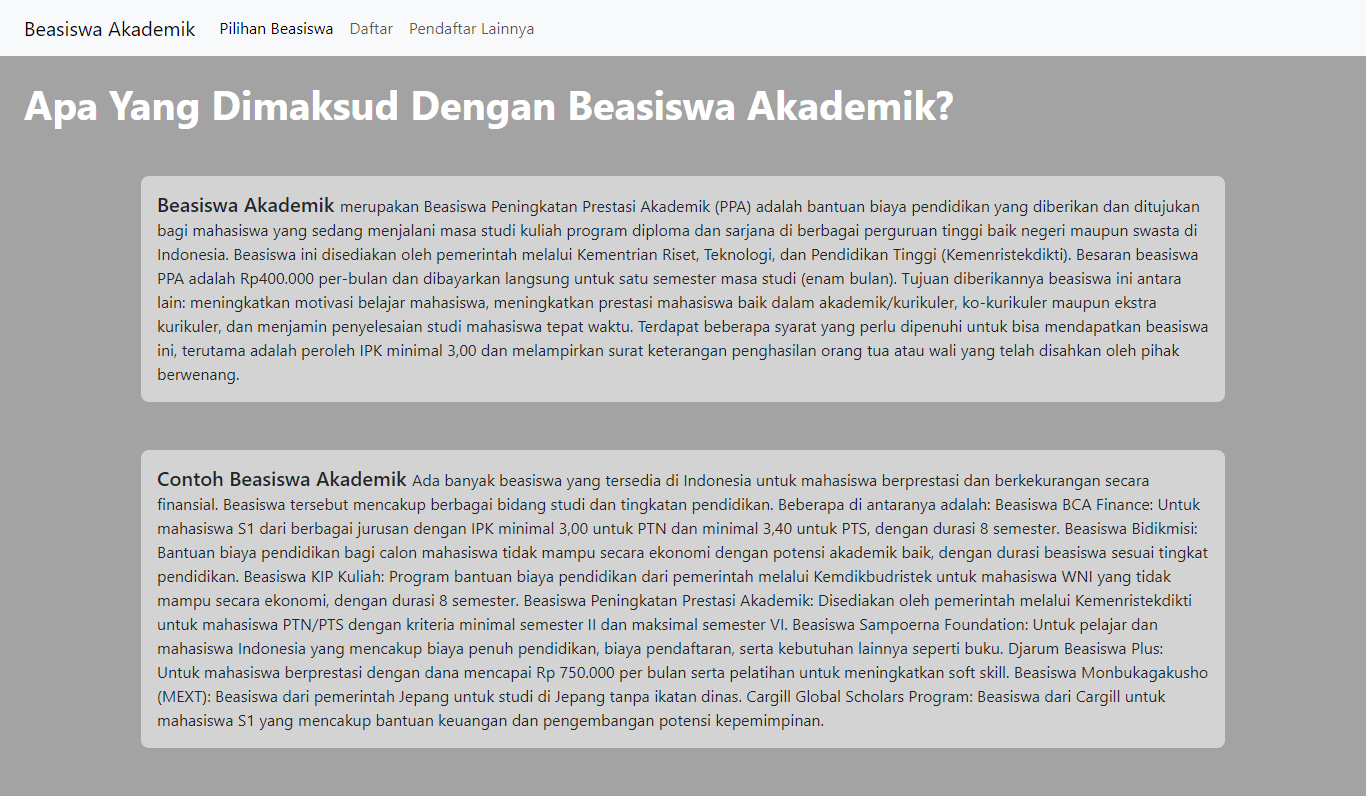 Beasiswa Akademik Pilihan Beasiswa Daftar Pendaftar Lainnya
Apa Yang Dimaksud Dengan Beasiswa Akademik?
Beasiswa Akademik merupakan Beasiswa Peningkatan Prestasi Akademik (PPA) adalah bantuan biaya pendidikan yang diberikan dan ditujukan
bagi mahasiswa yang sedang menjalani masa studi kuliah program diploma dan sarjana di berbagai perguruan tinggi baik negeri maupun swasta di
Indonesia. Beasiswa ini disediakan oleh pemerintah melalui Kementrian Riset, Teknologi, dan Pendidikan Tinggi (Kemenristekdikti). Besaran beasiswa
PPA adalah Rp400.000 per-bulan dan dibayarkan langsung untuk satu semester masa studi (enam bulan). Tujuan diberikannya beasiswa ini antara
lain: meningkatkan motivasi belajar mahasiswa, meningkatkan prestasi mahasiswa baik dalam akademik/kurikuler, ko-kurikuler maupun ekstra
kurikuler, dan menjamin penyelesaian studi mahasiswa tepat waktu. Terdapat beberapa syarat yang perlu dipenuhi untuk bisa mendapatkan beasiswa
ini, terutama adalah peroleh IPK minimal 3,00 dan melampirkan surat keterangan penghasilan orang tua atau wali yang telah disahkan oleh pihak
berwenang.
Contoh Beasiswa Akademik Ada banyak beasiswa yang tersedia di Indonesia untuk mahasiswa berprestasi dan berkekurangan secara
finansial. Beasiswa tersebut mencakup berbagai bidang studi dan tingkatan pendidikan. Beberapa di antaranya adalah: Beasiswa BCA Finance: Untuk
mahasiswa S1 dari berbagai jurusan dengan IPK minimal 3,00 untuk PTN dan minimal 3,40 untuk PTS, dengan durasi 8 semester. Beasiswa Bidikmisi:
Bantuan biaya pendidikan bagi calon mahasiswa tidak mampu secara ekonomi dengan potensi akademik baik, dengan durasi beasiswa sesuai tingkat
pendidikan. Beasiswa KIP Kuliah: Program bantuan biaya pendidikan dari pemerintah melalui Kemdikbudristek untuk mahasiswa WNI yang tidak
mampu secara ekonomi, dengan durasi 8 semester. Beasiswa Peningkatan Prestasi Akademik: Disediakan oleh pemerintah melalui Kemenristekdikti
untuk mahasiswa PTN/PTS dengan kriteria minimal semester II dan maksimal semester VI. Beasiswa Sampoerna Foundation: Untuk pelajar dan
mahasiswa Indonesia yang mencakup biaya penuh pendidikan, biaya pendaftaran, serta kebutuhan lainnya seperti buku. Djarum Beasiswa Plus:
Untuk mahasiswa berprestasi dengan dana mencapai Rp 750.000 per bulan serta pelatihan untuk meningkatkan soft skill. Beasiswa Monbukagakusho
(MEXT): Beasiswa dari pemerintah Jepang untuk studi di Jepang tanpa ikatan dinas. Cargill Global Scholars Program: Beasiswa dari Cargill untuk
mahasiswa S1 yang mencakup bantuan keuangan dan pengembangan potensi kepemimpinan.